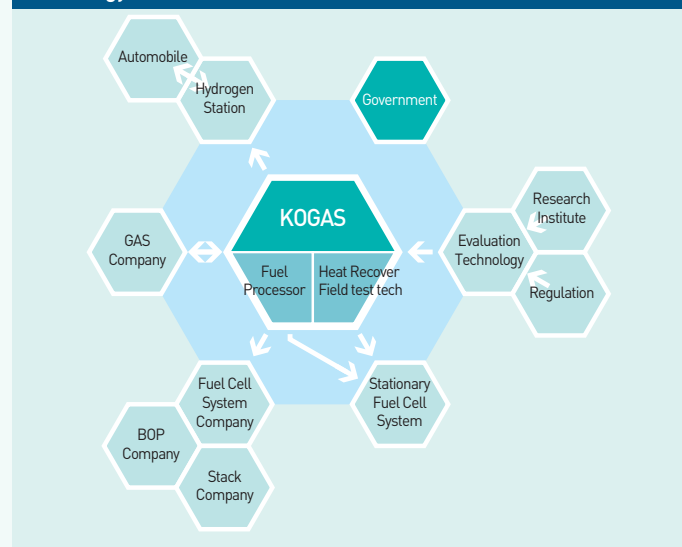 Automobile
Hydrogen
Station
Government
KOGAS
Fuel
Processor
Heat Recover
Field test tech
GAS
Company
Evaluation
Technology
Research
Institute
Regulation
Fuel Cell
System
Company
BOP
Company
Stack
Company
Stationary
Fuel Cell
System